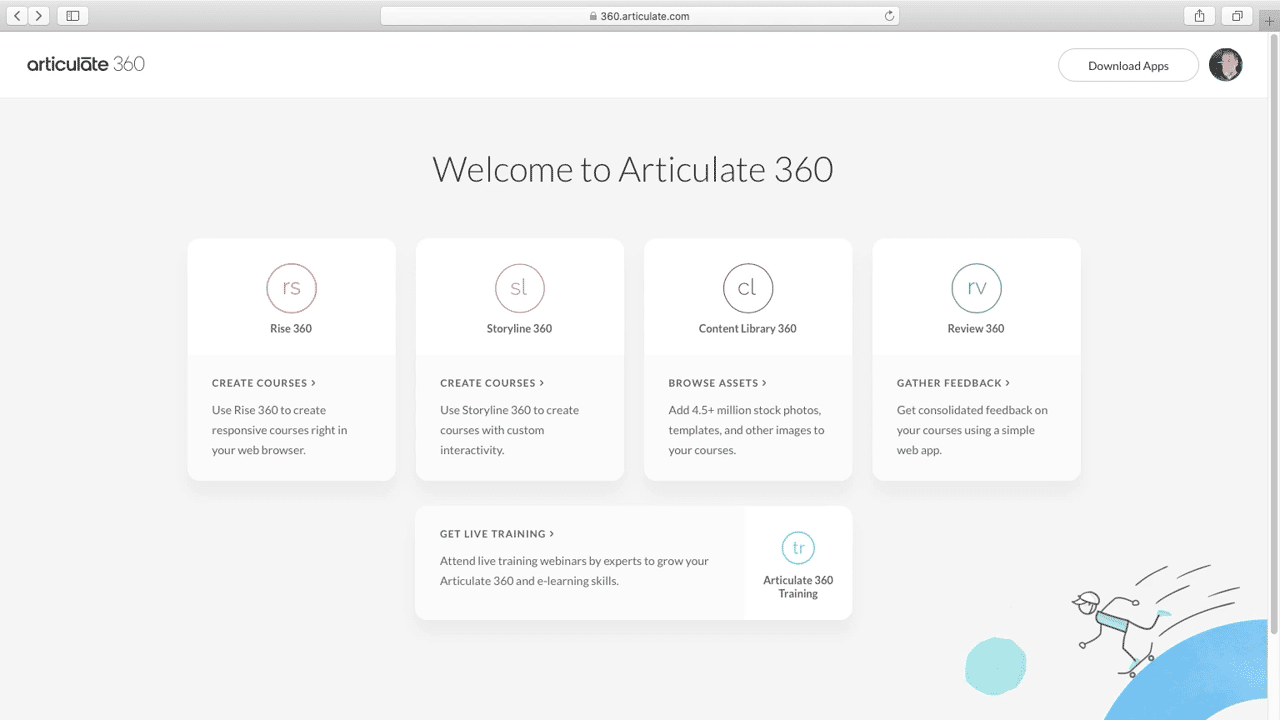 360.articulate.com
articulāte 360
Download Apps
Welcome to Articulate 360
rs
Rise 360
sl
Storyline 360
cl
Content Library 360
rv
Review 360
CREATE COURSES >
Use Rise 360 to create
responsive courses right in
your web browser.
CREATE COURSES >
Use Storyline 360 to create
courses with custom
interactivity.
BROWSE ASSETS >
Add 4.5+ million stock photos,
templates, and other images to
your courses.
GATHER FEEDBACK >
Get consolidated feedback on
your courses using a simple
web app.
GET LIVE TRAINING >
Attend live training webinars by experts to grow your
Articulate 360 and e-learning skills.
tr
Articulate 360
Training